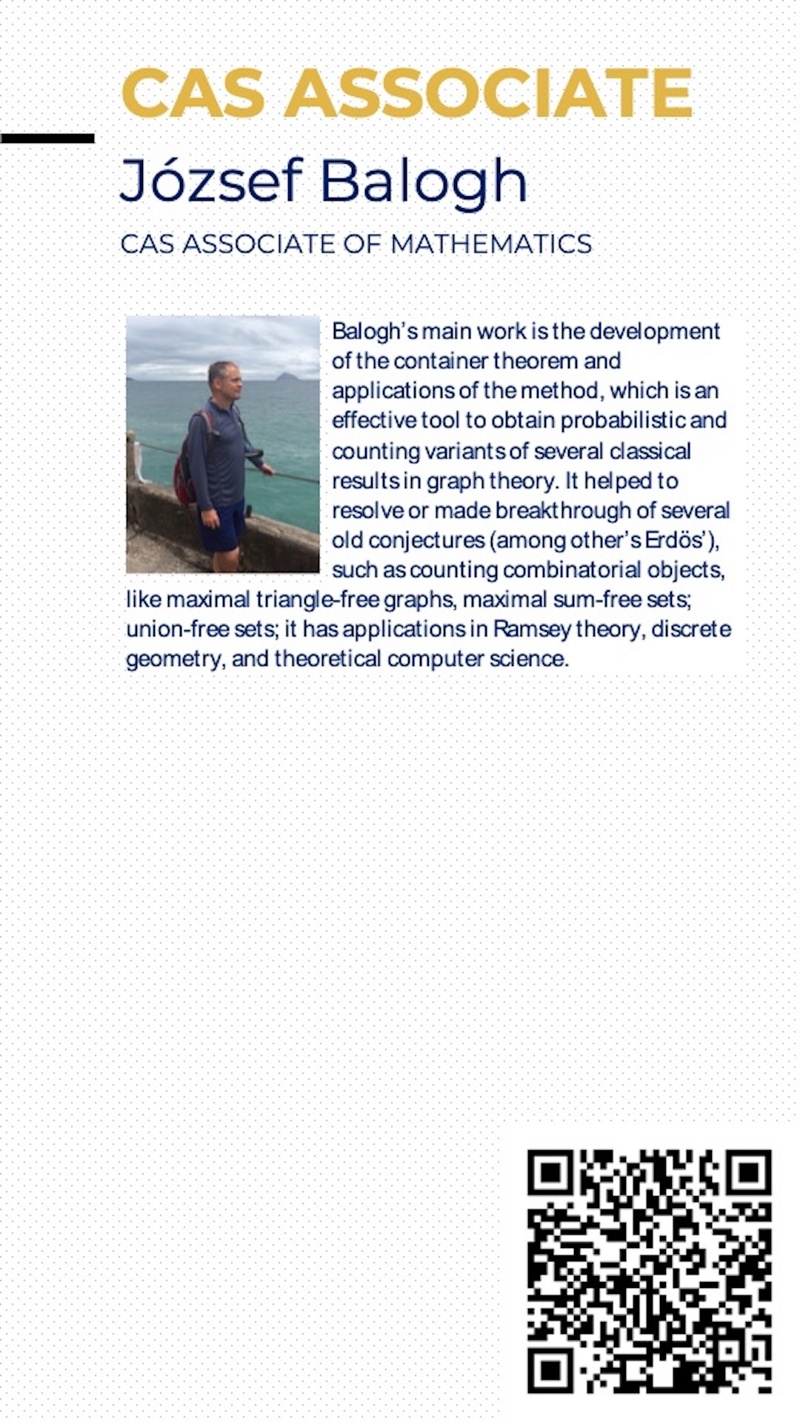 CAS ASSOCIATE
József Balogh
CAS ASSOCIATE OF MATHEMATICS
Balogh's main work is the development
of the container theorem and
applications of the method, which is an
effective tool to obtain probabilistic and
counting variants of several classical
results in graph theory. It helped to
resolve or made breakthrough of several
old conjectures (among other's Erdös'),
such as counting combinatorial objects,
like maximal triangle-free graphs, maximal sum-free sets;
union-free sets; it has applications in Ramsey theory, discrete
geometry, and theoretical computer science.